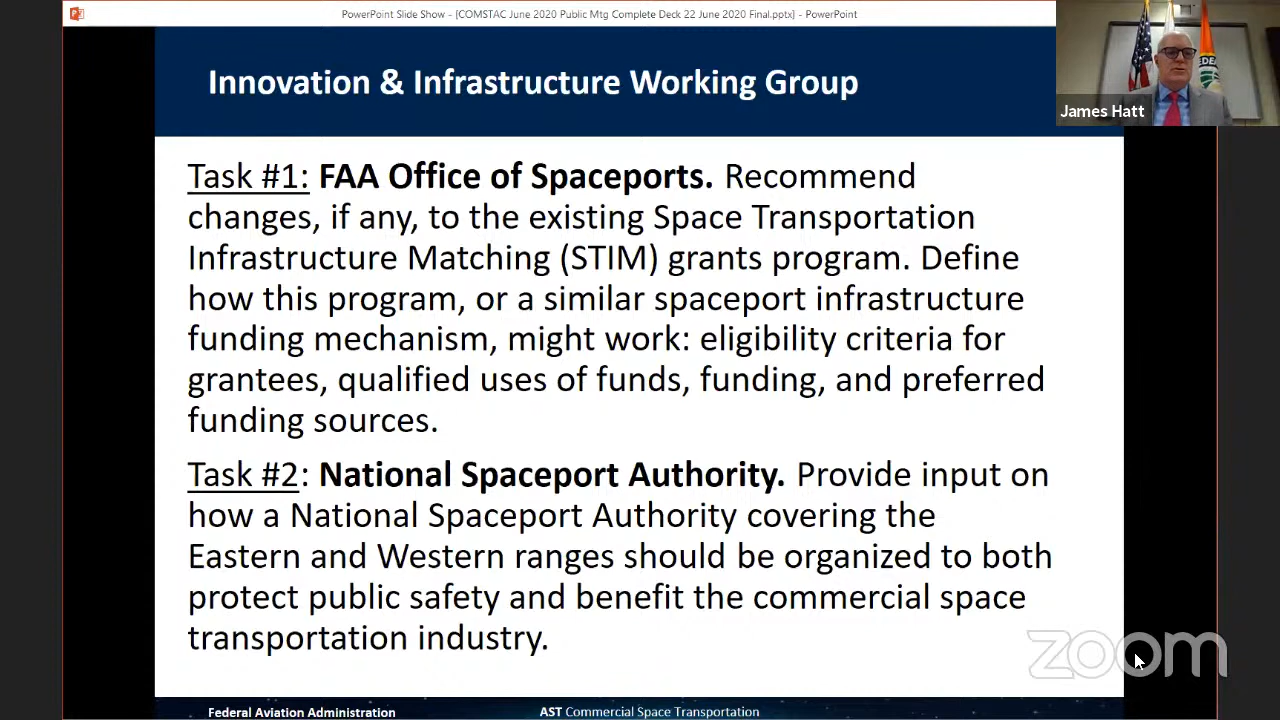 PowerPoint Slide Show - [COMSTAC June 2020 Public Mtg Complete Deck 22 June 2020 Final.pptx] - PowerPoint
Innovation & Infrastructure Working Group
James Hatt
Task #1: FAA Office of Spaceports. Recommend
changes, if any, to the existing Space Transportation
Infrastructure Matching (STIM) grants program. Define
how this program, or a similar spaceport infrastructure
funding mechanism, might work: eligibility criteria for
grantees, qualified uses of funds, funding, and preferred
funding sources.
Task #2: National Spaceport Authority. Provide input on
how a National Spaceport Authority covering the
Eastern and Western ranges should be organized to both
protect public safety and benefit the commercial space
transportation industry.
zoom
Federal Aviation Administration
AST Commercial Space Transportation